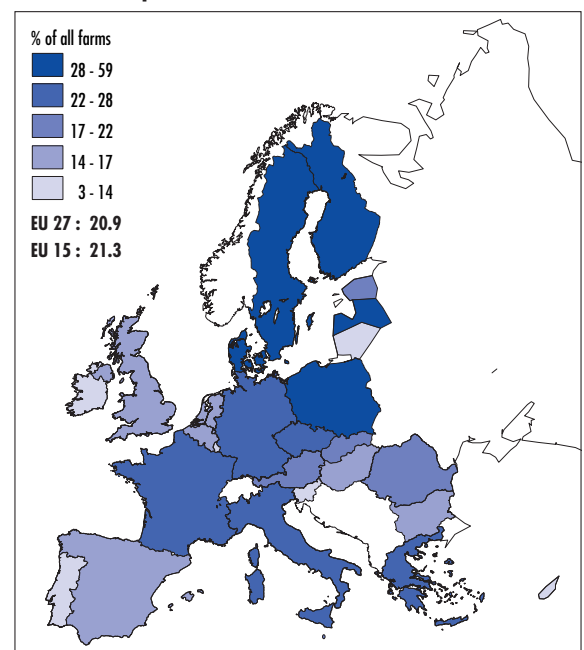 % of all farms
28 - 59
22 - 28
17 - 22
14 - 17
3 - 14
EU 27 : 20.9
EU 15 : 21.3